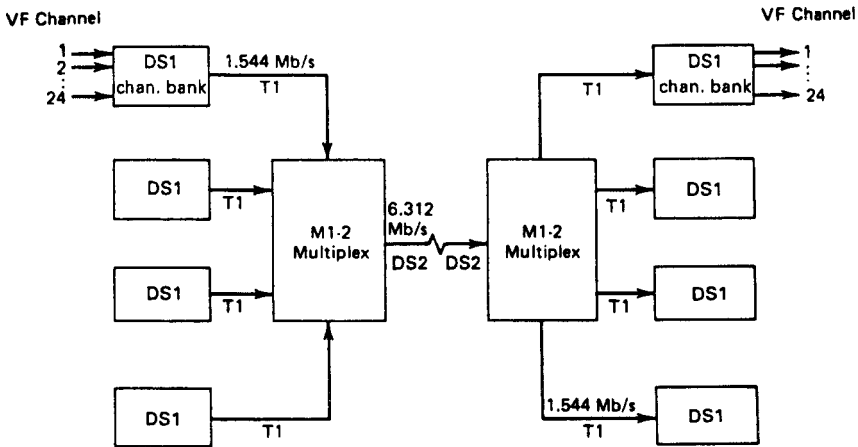 VF Channel
1
2
⋮
24
DS1
chan. bank
1.544 Mb/s
T1
DS1
T1
DS1
T1
DS1
T1
M1-2
Multiplex
6.312
Mb/s
DS2 DS2
M1-2
Multiplex
VF Channel
T1
DS1
chan. bank
1
⋮
24
T1
DS1
T1
DS1
1.544 Mb/s
T1
DS1